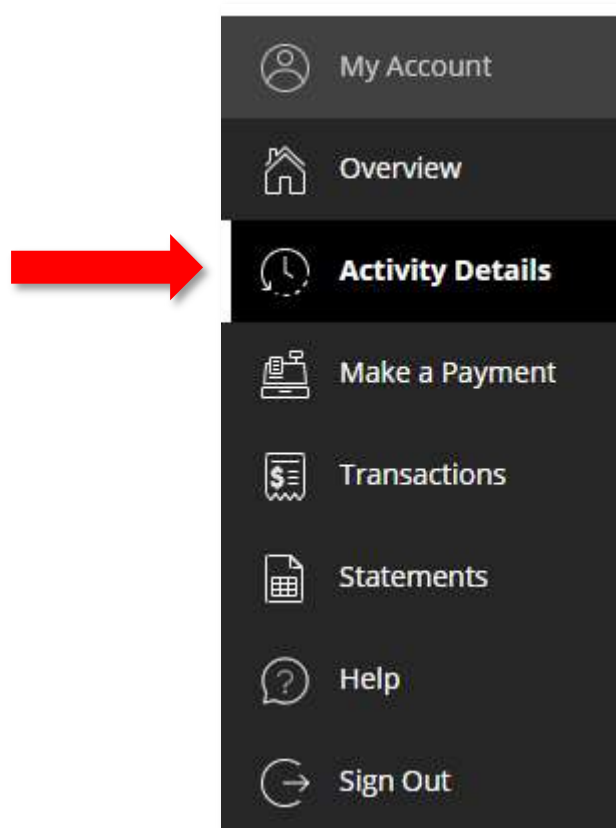 My Account
Overview
Activity Details
Make a Payment
Transactions
Statements
Help
Sign Out